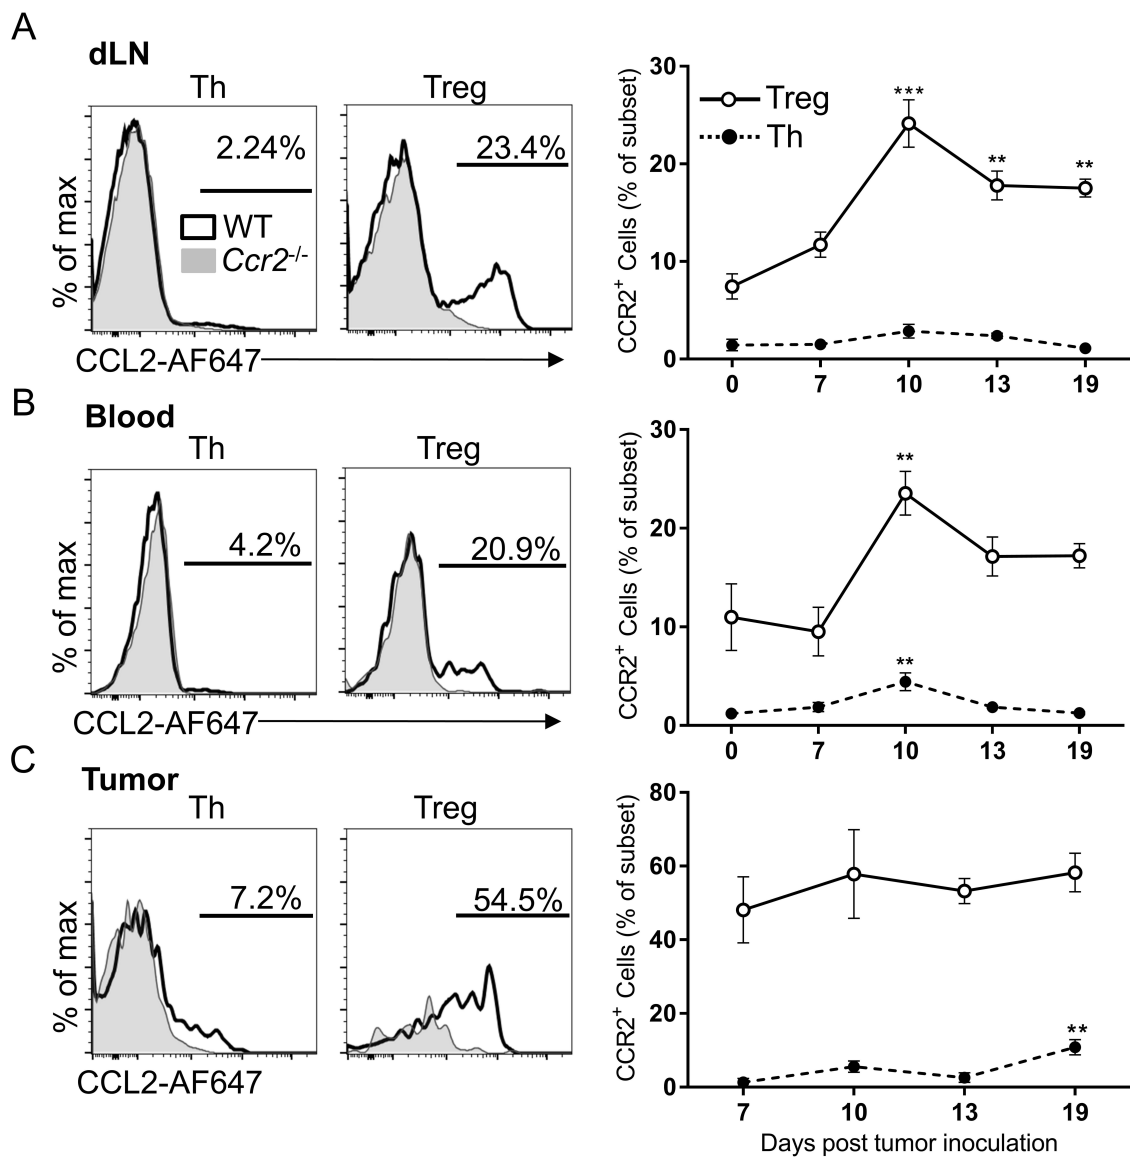 A
dLN
Th
Treg
2.24%
23.4%
WT
Ccr2-/-
% of max
CCL2-AF647
30
20
10
0
CCR2+ Cells (% of subset)
Treg
Th
***
**
**
0 7 10 13 19
B
Blood
Th
Treg
4.2%
20.9%
% of max
CCL2-AF647
30
20
10
0
CCR2+ Cells (% of subset)
**
**
0 7 10 13 19
C
Tumor
Th
Treg
7.2%
54.5%
% of max
CCL2-AF647
80
60
40
20
0
CCR2+ Cells (% of subset)
**
7 10 13 19
Days post tumor inoculation